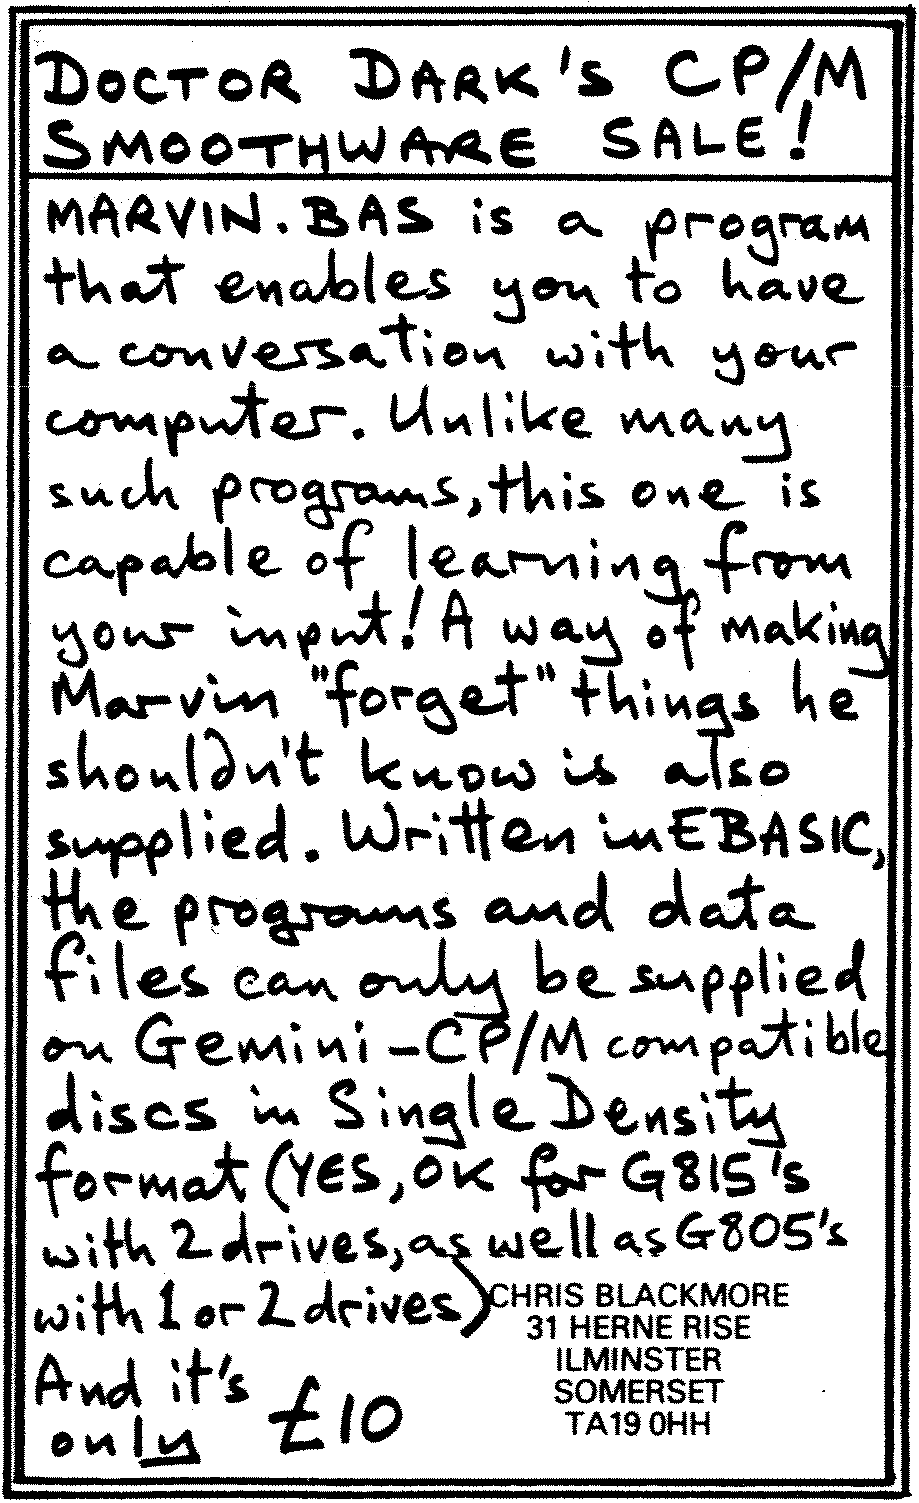 DOCTOR DARK'S CP/M
SMOOTHWARE SALE!
MARVIN.BAS is a program
that enables you to have
a conversation with your
computer. Unlike many
such programs, this one is
capable of learning from
your input! A way of making
Marvin "forget" things he
shouldn't know is also
supplied. Written in EBASIC,
the programs and data
files can only be supplied
on Gemini-CP/M compatible
discs in Single Density
format (YES, OK for G815's
with 2 drives, as well as G805's
with 1 or 2 drives)
And it's
only £10
CHRIS BLACKMORE
31 HERNE RISE
ILMINSTER
SOMERSET
TA19 0HH